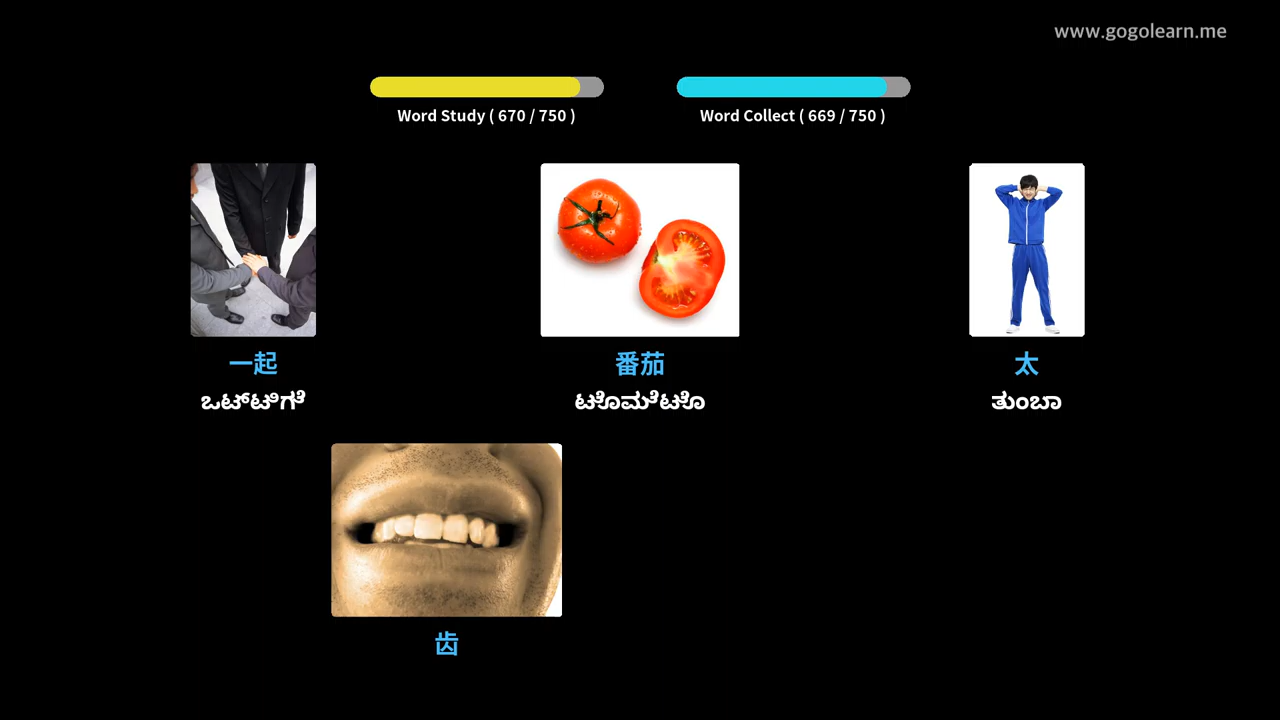 www.gogolearn.me
Word Study ( 670 / 750 )
Word Collect ( 669 / 750 )
一起
番茄
太
ಒಟ್ಟಿಗೆ
ಟೊಮೆಟೊ
ತುಂಬಾ
齿